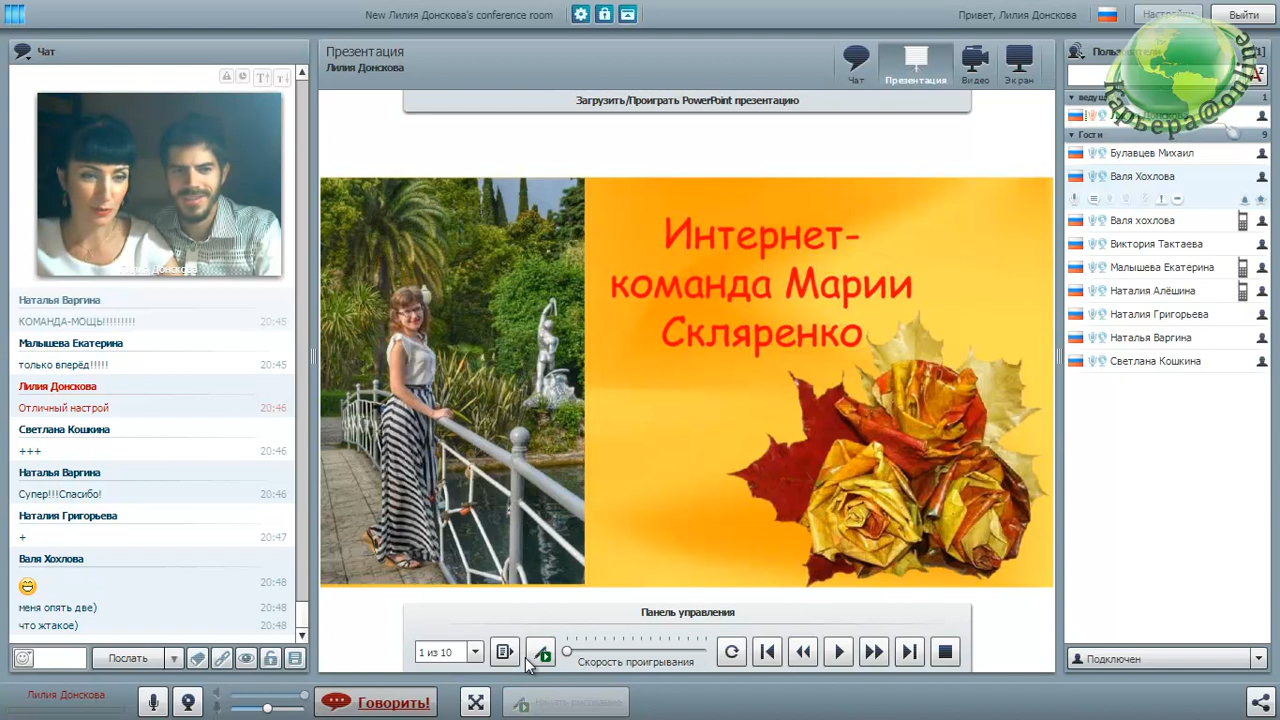 New Лилия Донскова's conference room
Привет, Лилия Донскова
Настройки
Выйти
Чат
Лилия Донскова
Наталья Варгина
КОМАНДА-МОЩЬ!!!!!!!!! 20:45
Малышева Екатерина
только вперёд!!!!! 20:45
Лилия Донскова
Отличный настрой 20:46
Светлана Кошкина
+++ 20:46
Наталья Варгина
Супер!!!Спасибо! 20:46
Наталия Григорьева
+ 20:47
Валя Хохлова
20:48
меня опять две) 20:48
что жтакое) 20:48
Послать
Презентация
Лилия Донскова
Чат
Презентация
Видео
Экран
Загрузить/Проиграть PowerPoint презентацию
Интернет-
команда Марии
Скляренко
Панель управления
1 из 10
Скорость проигрывания
карьера@online
Гости 9
Булавцев Михаил
Валя Хохлова
Валя хохлова
Виктория Тактаева
Малышева Екатерина
Наталия Алёшина
Наталия Григорьева
Наталья Варгина
Светлана Кошкина
Подключен
Лилия Донскова
Говорить!